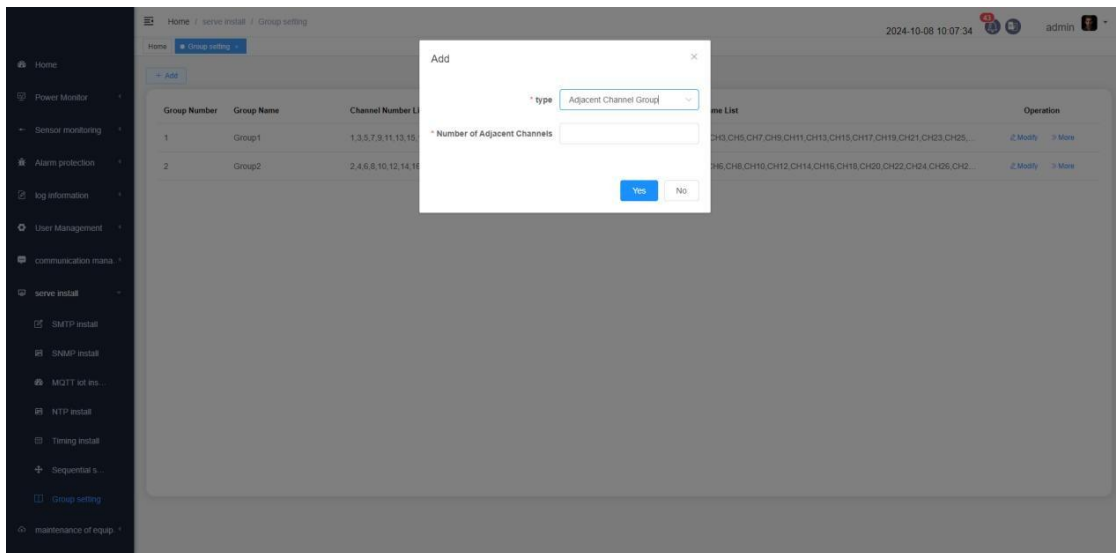 Home / serve install / Group setting
2024-10-08 10:07:34
43
admin
Home
Group setting ×
+ Add
Home
Power Monitor
Sensor monitoring
Alarm protection
log information
User Management
communication mana..
serve install
SMTP install
SNMP install
MQTT iot ins...
NTP install
Timing install
Sequential s...
Group setting
maintenance of equip.
Group Number Group Name Channel Number Li me List Operation
1 Group1 1,3,5,7,9,11,13,15, CH3,CH5,CH7,CH9,CH11,CH13,CH15,CH17,CH19,CH21,CH23,CH25,... Modify More
2 Group2 2,4,6,8,10,12,14,16 H6,CH8,CH10,CH12,CH14,CH16,CH18,CH20,CH22,CH24,CH26,CH2... Modify More
Add ×
* type Adjacent Channel Group
* Number of Adjacent Channels
Yes No